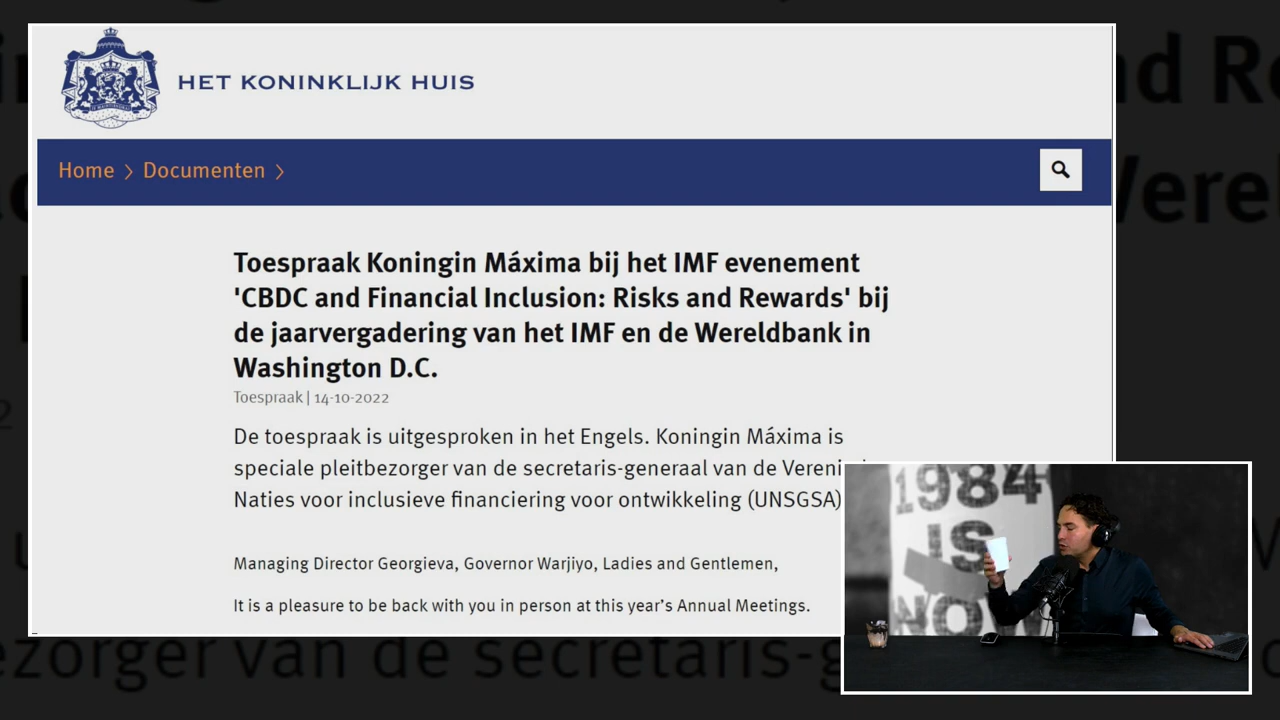 HET KONINKLIJK HUIS
Home > Documenten >
Toespraak Koningin Máxima bij het IMF evenement
'CBDC and Financial Inclusion: Risks and Rewards' bij
de jaarvergadering van het IMF en de Wereldbank in
Washington D.C.
Toespraak | 14-10-2022
De toespraak is uitgesproken in het Engels. Koningin Máxima is
speciale pleitbezorger van de secretaris-generaal van de
Naties voor inclusieve financiering voor ontwikkeling (UNSGSA)
Managing Director Georgieva, Governor Warjiyo, Ladies and Gentlemen,
It is a pleasure to be back with you in person at this year's Annual Meetings.
1984
IS
NOW